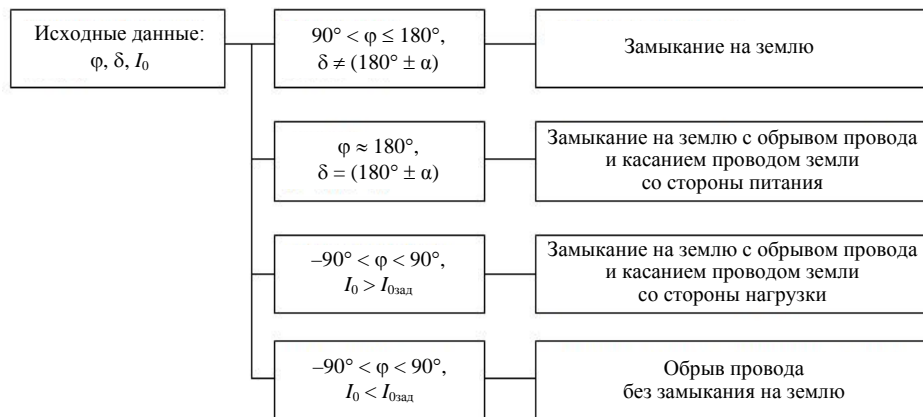 Исходные данные:
φ, δ, I₀
90° < φ ≤ 180°,
δ ≠ (180° ± α)
Замыкание на землю
φ ≈ 180°,
δ = (180° ± α)
Замыкание на землю с обрывом провода
и касанием проводом земли
со стороны питания
–90° < φ < 90°,
I₀ > I₀зад
Замыкание на землю с обрывом провода
и касанием проводом земли
со стороны нагрузки
–90° < φ < 90°,
I₀ < I₀зад
Обрыв провода
без замыкания на землю